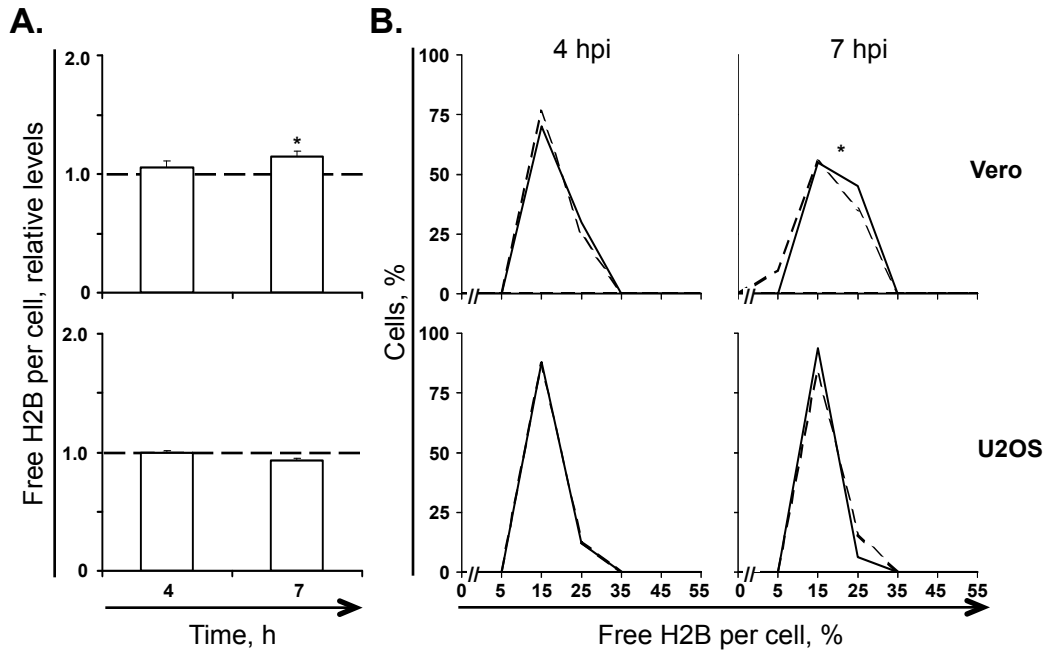 A.
Free H2B per cell, relative levels
2.0
1.0
*
0
2.0
1.0
0
4 7
Time, h
B.
4 hpi 7 hpi
Cells, %
100
75
50
25
0
*
Vero
100
75
50
25
0
U2OS
0 // 5 15 25 35 45 55 0 // 5 15 25 35 45 55
Free H2B per cell, %